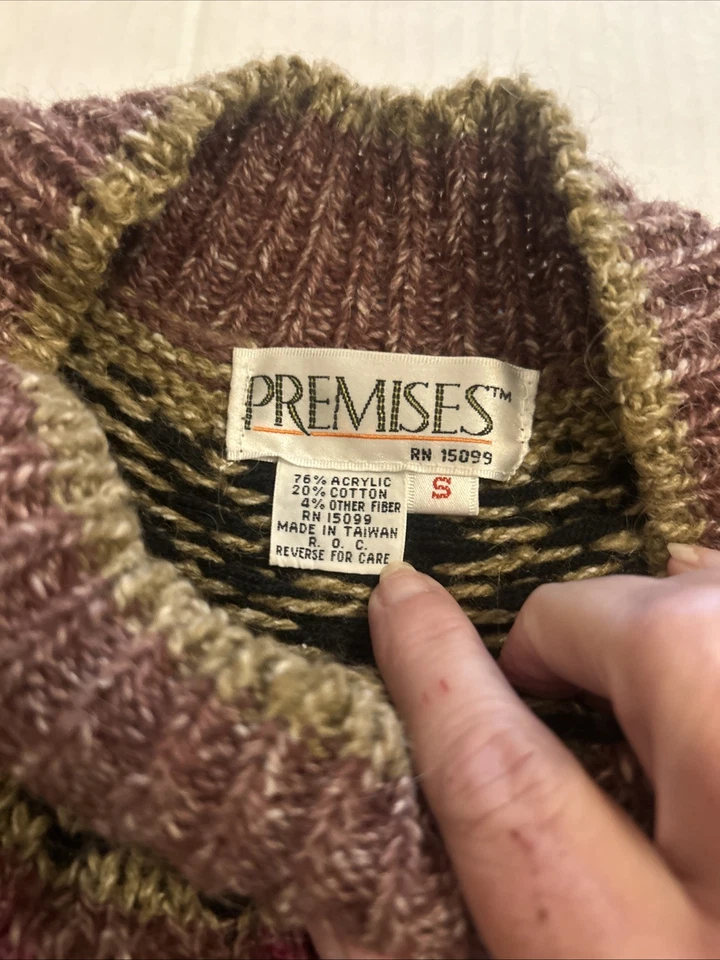 PREMISES™
RN 15099
S
76% ACRYLIC
20% COTTON
4% OTHER FIBER
RN 15099
MADE IN TAIWAN
R. O. C.
REVERSE FOR CARE